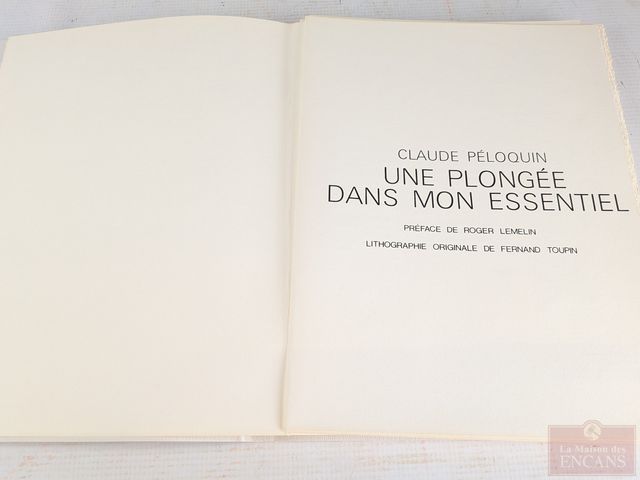 CLAUDE PÉLOQUIN
UNE PLONGÉE
DANS MON ESSENTIEL
PRÉFACE DE ROGER LEMELIN
LITHOGRAPHIE ORIGINALE DE FERNAND TOUPIN
La Maison des
ENCANS